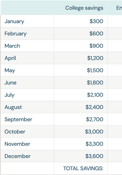 College savings En
January $300
February $600
March $900
April $1,200
May $1,500
June $1,800
July $2,100
August $2,400
September $2,700
October $3,000
November $3,300
December $3,600
TOTAL SAVINGS: